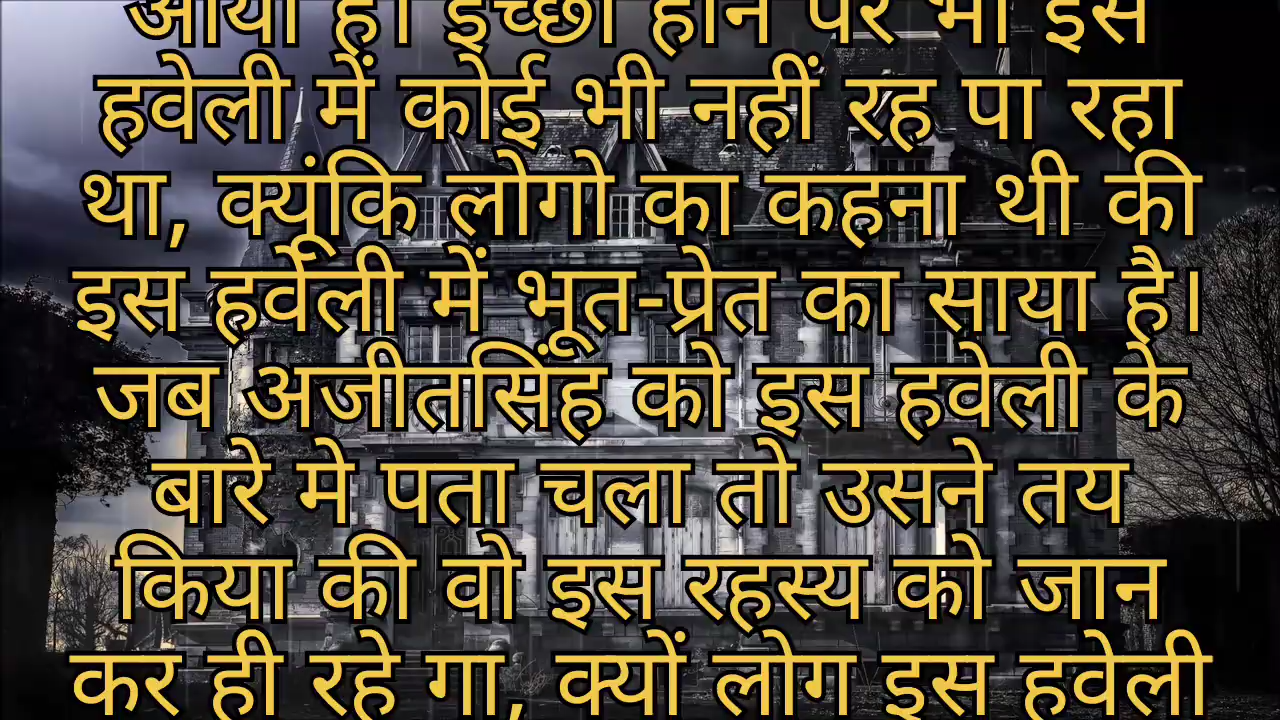 आया है। इच्छा होने पर भी इस
हवेली में कोई भी नहीं रह पा रहा
था, क्यूंकि लोगो का कहना थी की
इस हवेली में भूत-प्रेत का साया है।
जब अजीतसिंह को इस हवेली के
बारे मे पता चला तो उसने तय
किया की वो इस रहस्य को जान
कर ही रहे गा, क्यों लोग इस हवेली